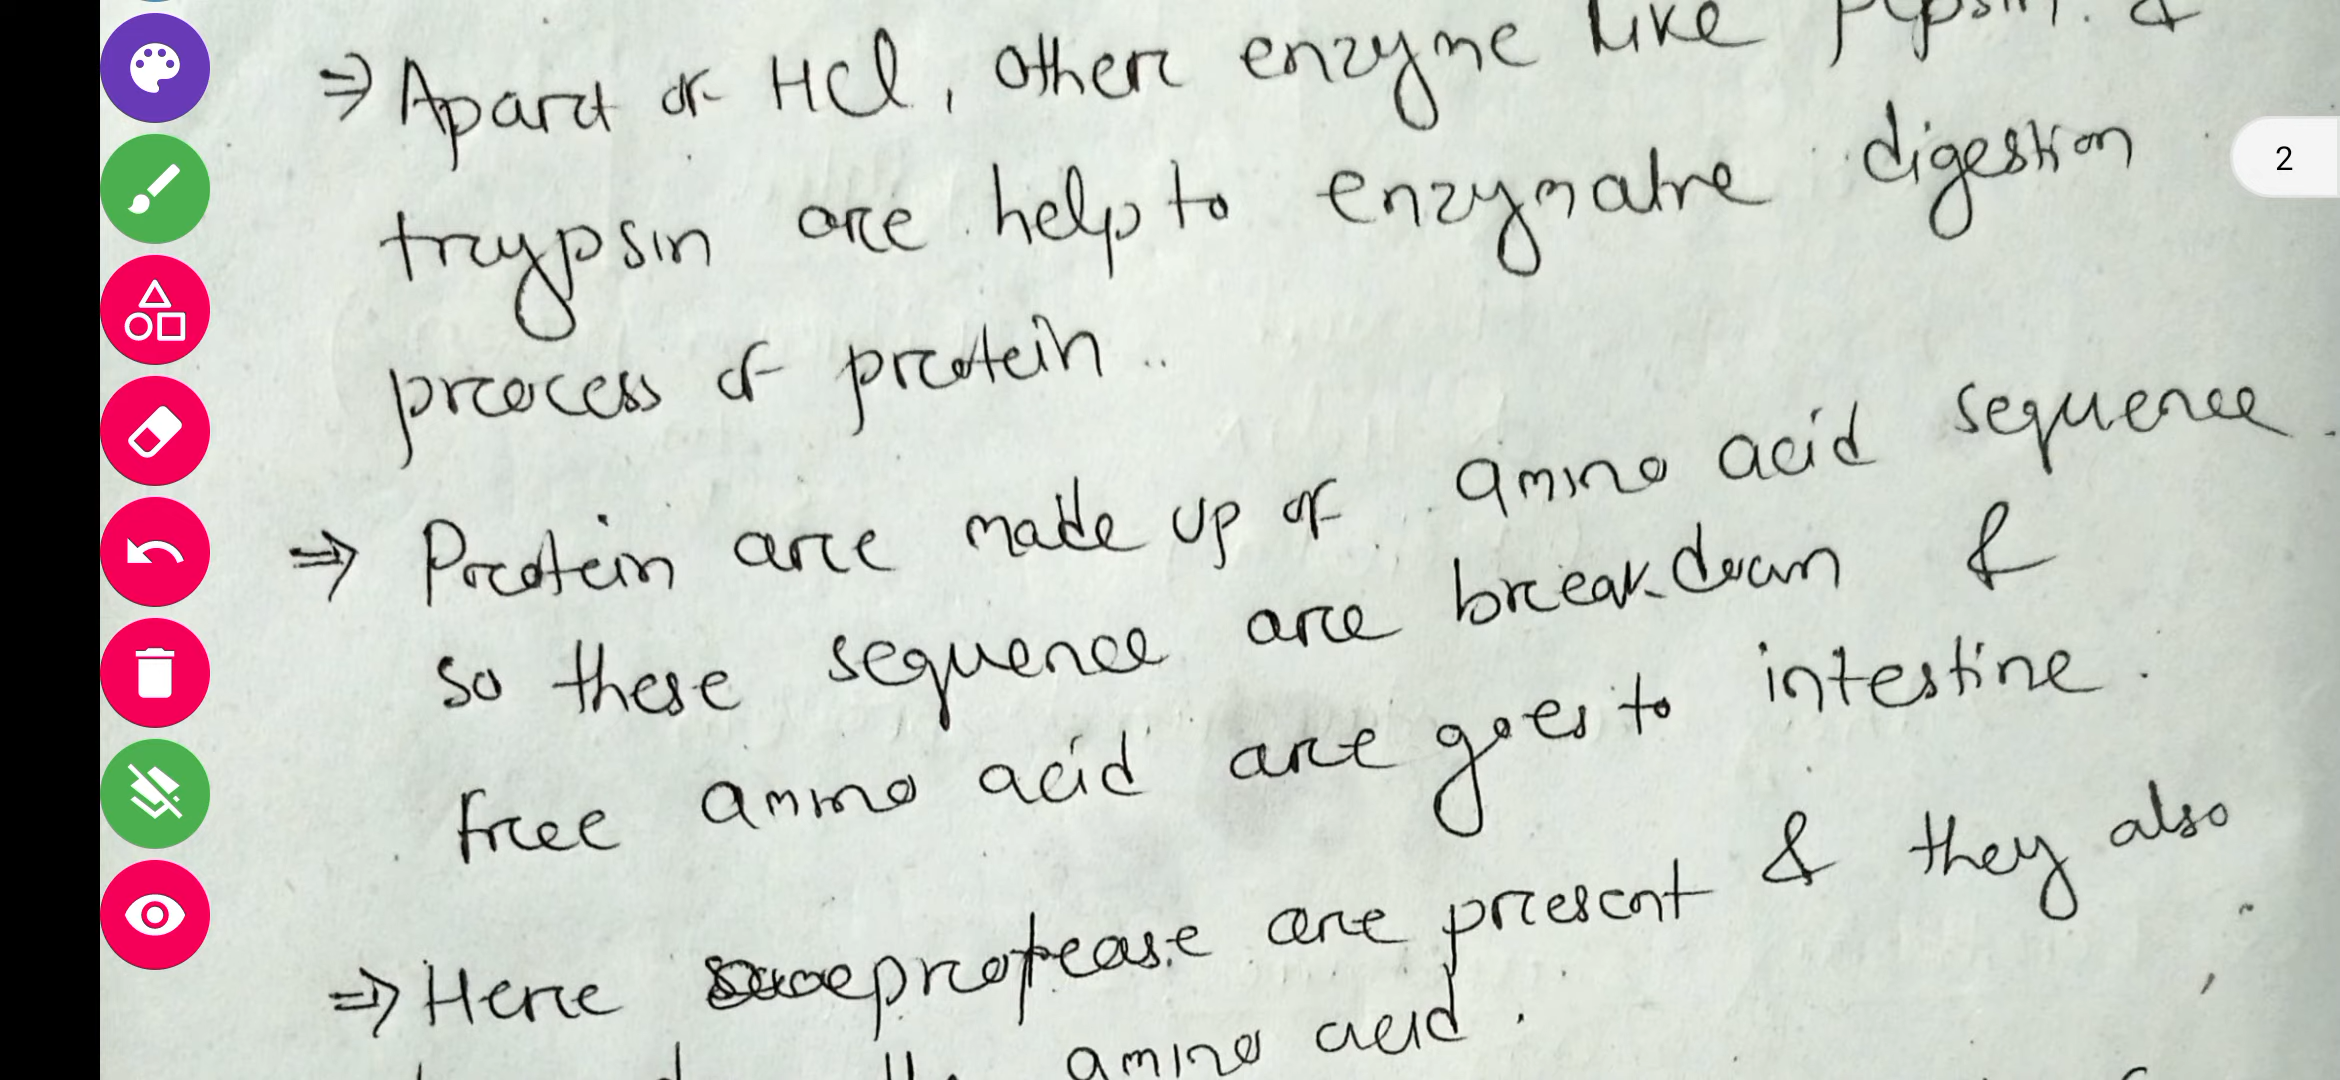 ⇒ Apart of HCl, other enzyme like pepsin. &
trypsin are help to enzymatre digestion
process of protein ..
⇒ Protein are made up of amino acid sequence.
so these sequence are breakdown &
free amino acid are goes to intestine.
⇒ Here protease are present & they also
amino acid.
2